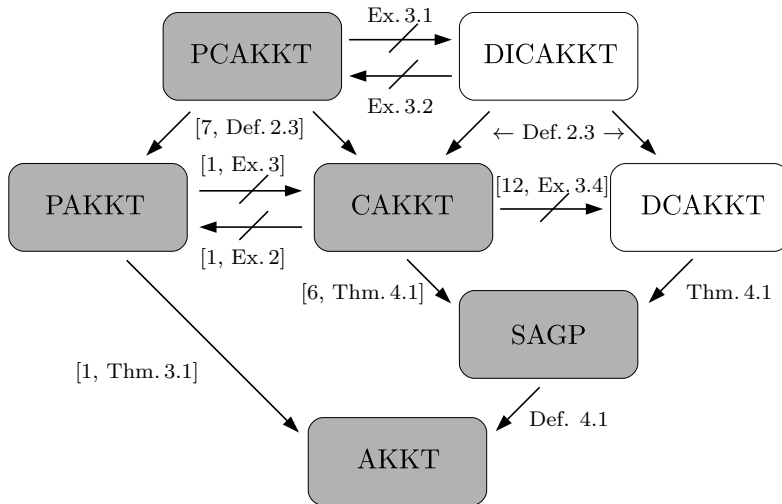 Ex. 3.1
PCAKKT
DICAKKT
Ex. 3.2
[7, Def. 2.3]
← Def. 2.3 →
[1, Ex. 3]
[12, Ex. 3.4]
PAKKT
CAKKT
DCAKKT
[1, Ex. 2]
[6, Thm. 4.1]
Thm. 4.1
SAGP
[1, Thm. 3.1]
Def. 4.1
AKKT